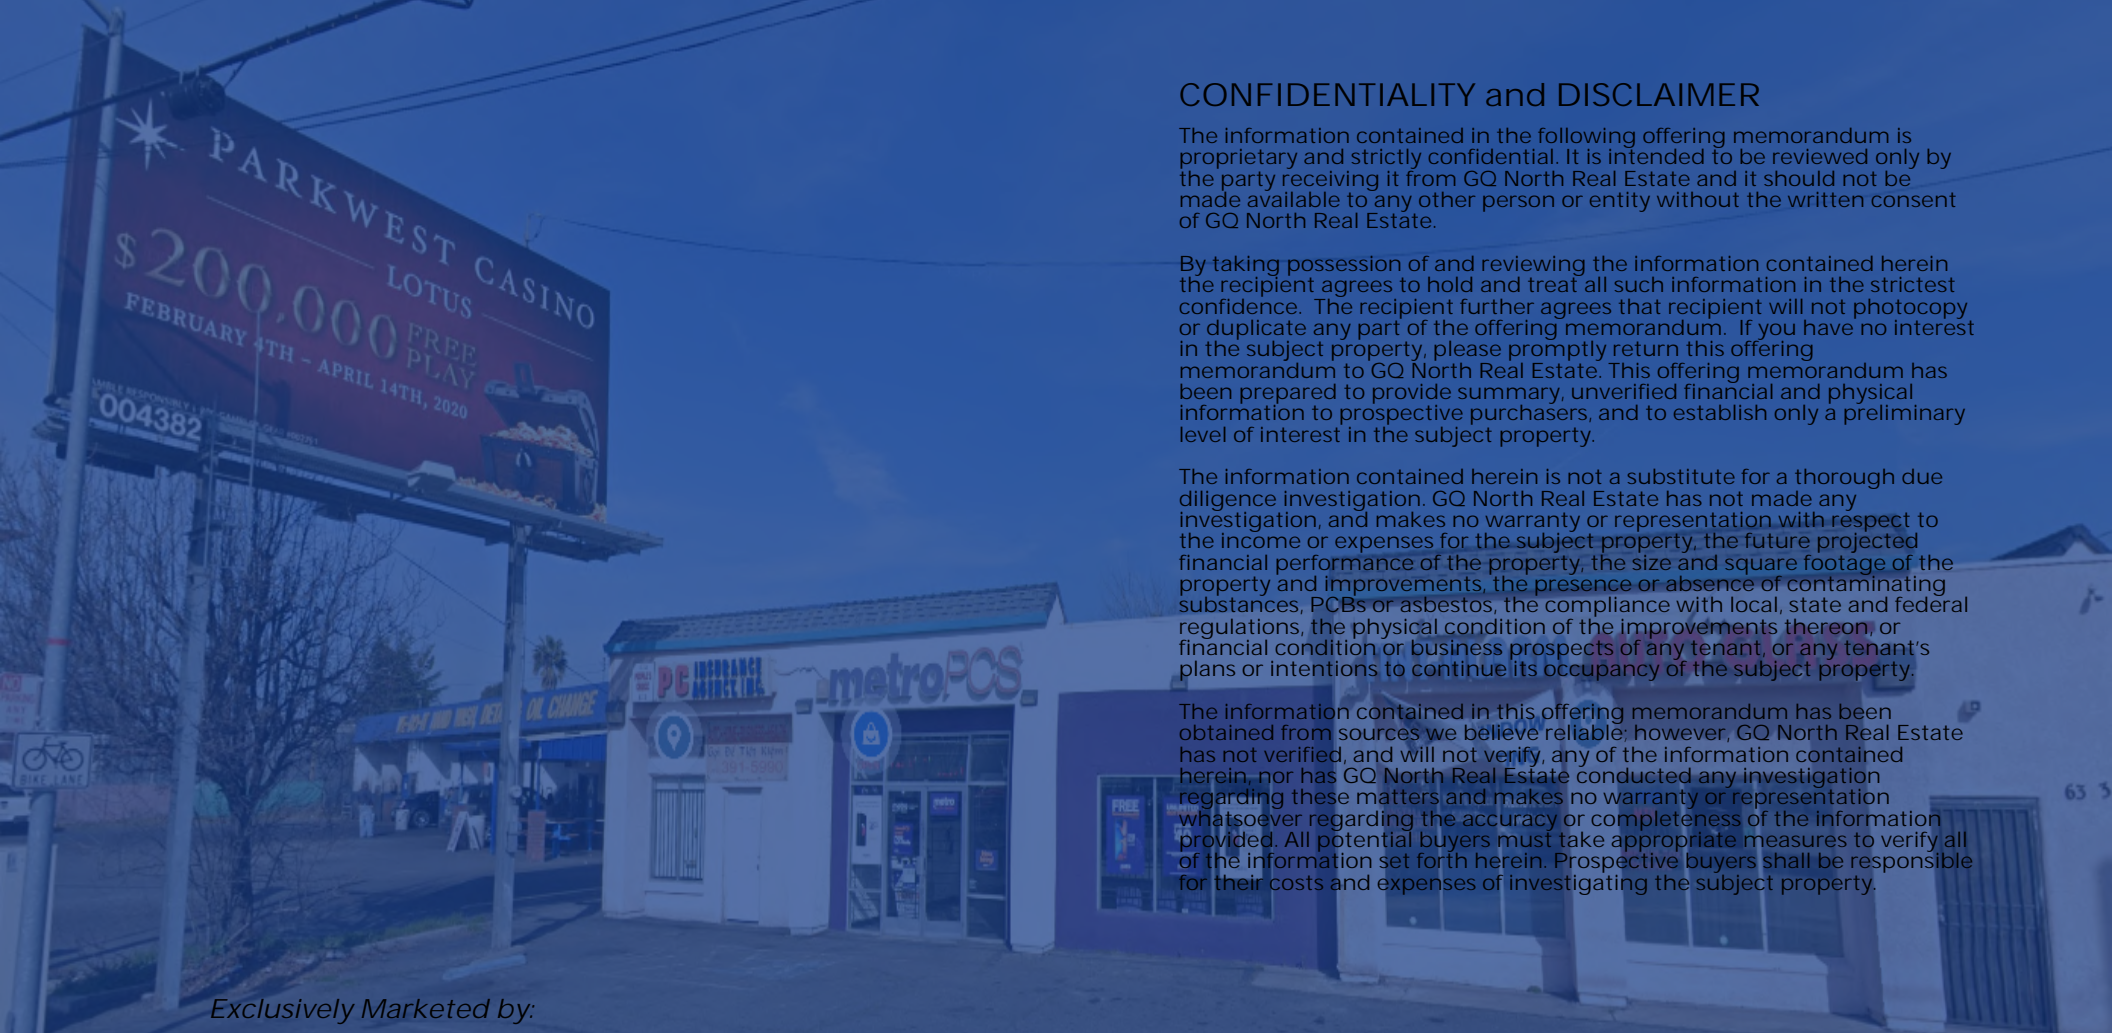 PARKWEST CASINO
LOTUS
$200,000 FREE
PLAY
FEBRUARY 4TH - APRIL 14TH, 2020
004382
CONFIDENTIALITY and DISCLAIMER
The information contained in the following offering memorandum is
proprietary and strictly confidential. It is intended to be reviewed only by
the party receiving it from GQ North Real Estate and it should not be
made available to any other person or entity without the written consent
of GQ North Real Estate.
By taking possession of and reviewing the information contained herein
the recipient agrees to hold and treat all such information in the strictest
confidence.  The recipient further agrees that recipient will not photocopy
or duplicate any part of the offering memorandum.  If you have no interest
in the subject property, please promptly return this offering
memorandum to GQ North Real Estate. This offering memorandum has
been prepared to provide summary, unverified financial and physical
information to prospective purchasers, and to establish only a preliminary
level of interest in the subject property.
The information contained herein is not a substitute for a thorough due
diligence investigation. GQ North Real Estate has not made any
investigation, and makes no warranty or representation with respect to
the income or expenses for the subject property, the future projected
financial performance of the property, the size and square footage of the
property and improvements, the presence or absence of contaminating
substances, PCBs or asbestos, the compliance with local, state and federal
regulations, the physical condition of the improvements thereon, or
financial condition or business prospects of any tenant, or any tenant's
plans or intentions to continue its occupancy of the subject property.
The information contained in this offering memorandum has been
obtained from sources we believe reliable; however, GQ North Real Estate
has not verified, and will not verify, any of the information contained
herein, nor has GQ North Real Estate conducted any investigation
regarding these matters and makes no warranty or representation
whatsoever regarding the accuracy or completeness of the information
provided. All potential buyers must take appropriate measures to verify all
of the information set forth herein. Prospective buyers shall be responsible
for their costs and expenses of investigating the subject property.
PC INSURANCE
AGENCY INC.
metroPCS
OIL CHANGE
391-5990
FREE
metro
BIKE LANE
63 3
Exclusively Marketed by: